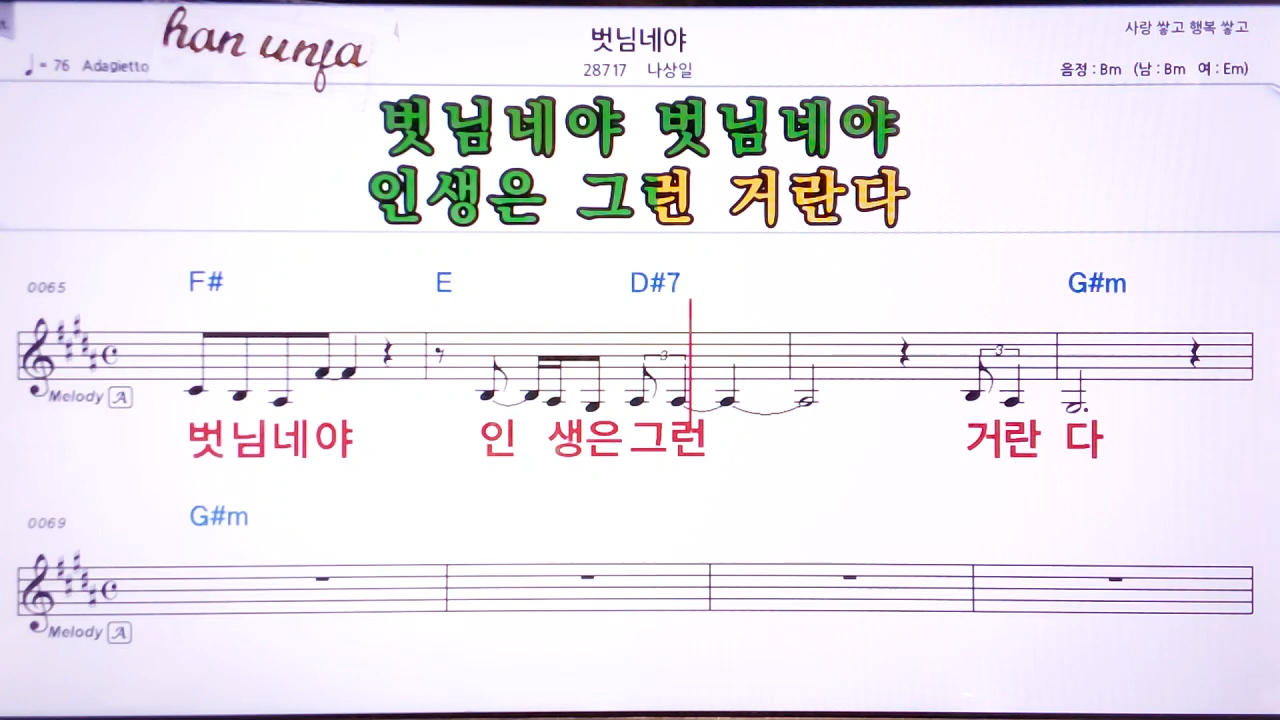 han unfa
벗님네야
사랑 쌓고 행복 쌓고
♩ = 76 Adagietto
28717 나상일
음정 : Bm (남 : Bm 여 : Em)
벗님네야 벗님네야
인생은 그런 거란다
0065 F# E D#7 G#m
3 3
Melody A
벗님네야 인 생은그런 거란 다
0069 G#m
Melody A